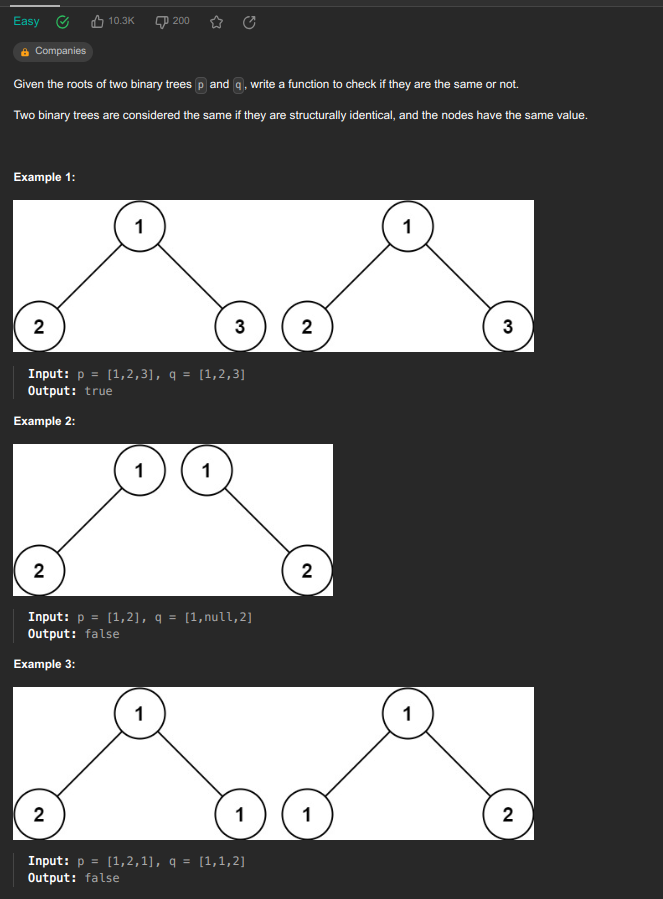 Easy 10.3K 200
Companies
Given the roots of two binary trees p and q, write a function to check if they are the same or not.
Two binary trees are considered the same if they are structurally identical, and the nodes have the same value.
Example 1:
1 1
2 3 2 3
Input: p = [1,2,3], q = [1,2,3]
Output: true
Example 2:
1 1
2 2
Input: p = [1,2], q = [1,null,2]
Output: false
Example 3:
1 1
2 1 1 2
Input: p = [1,2,1], q = [1,1,2]
Output: false